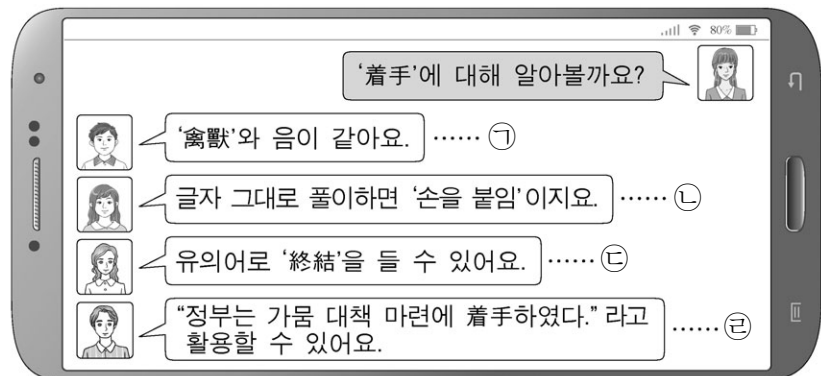 80%
‘着手’에 대해 알아볼까요?
‘禽獸’와 음이 같아요. ······ ㉠
글자 그대로 풀이하면 ‘손을 붙임’이지요. ······ ㉡
유의어로 ‘終結’을 들 수 있어요. ······ ㉢
“정부는 가뭄 대책 마련에 着手하였다.” 라고
활용할 수 있어요. ······ ㉣